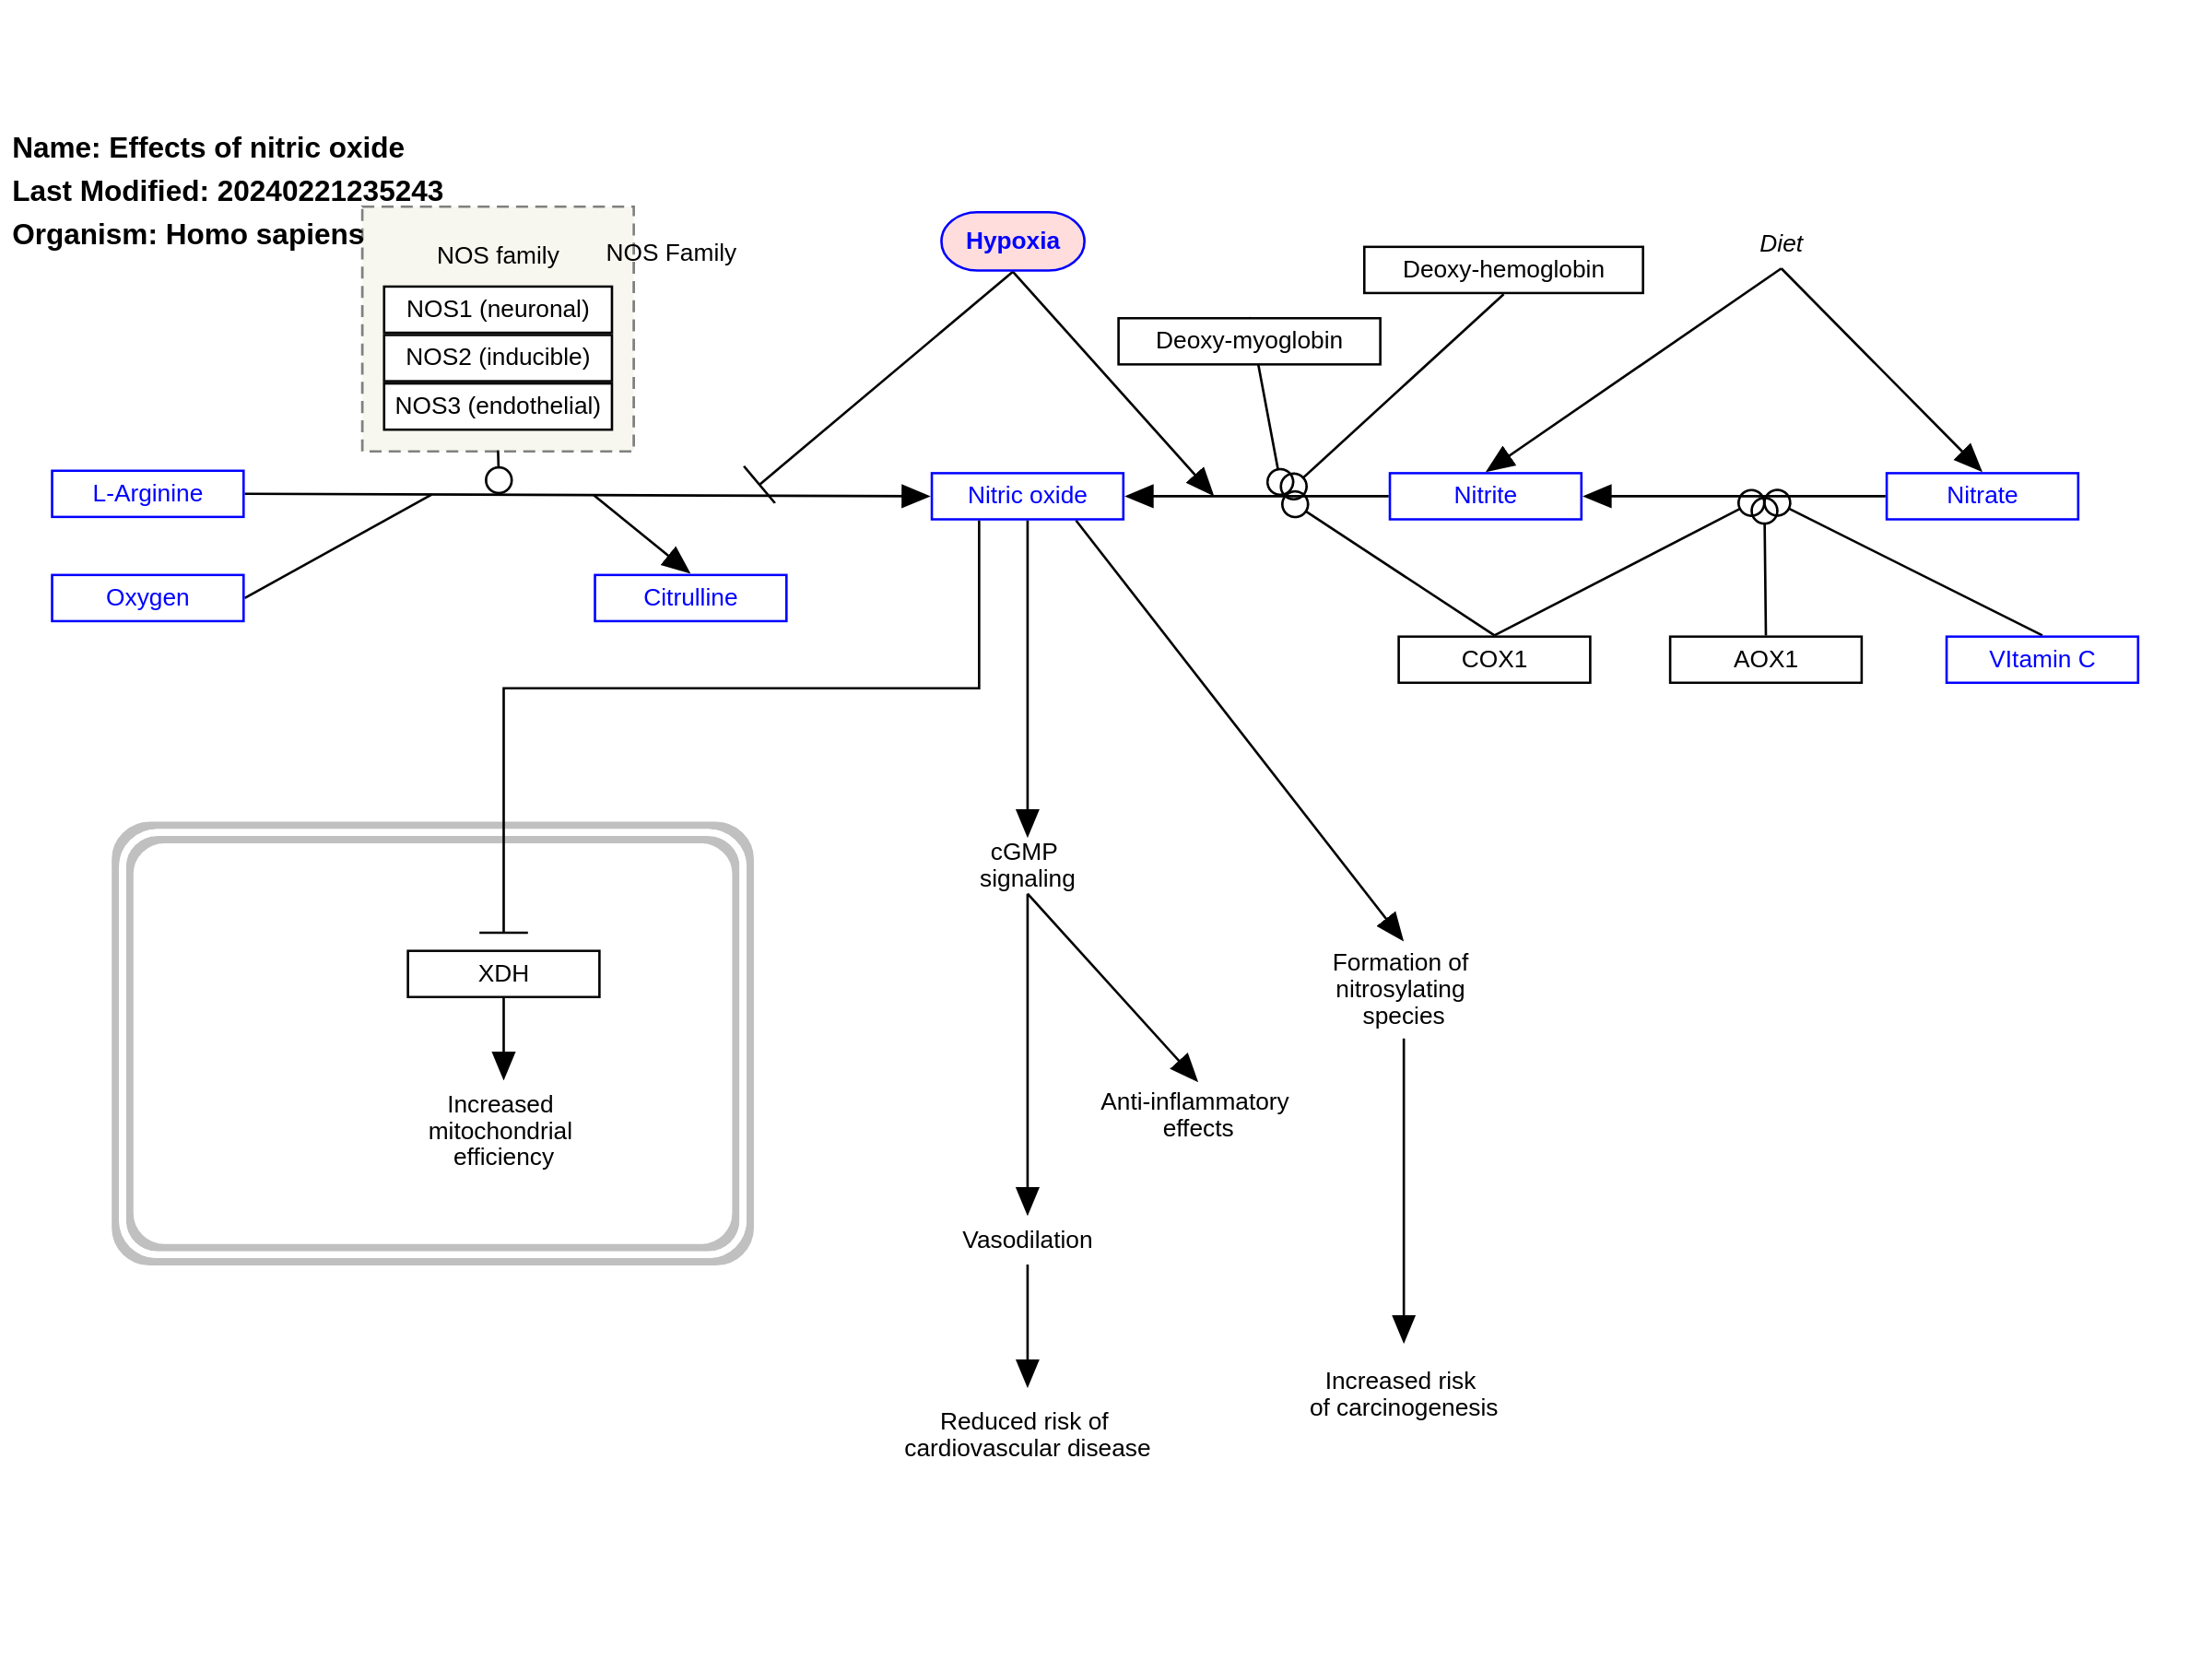 Name: Effects of nitric oxide
Last Modified: 20240221235243
Organism: Homo sapiens
NOS family
NOS Family
NOS1 (neuronal)
NOS2 (inducible)
NOS3 (endothelial)
Hypoxia
Deoxy-myoglobin
Deoxy-hemoglobin
Diet
L-Arginine
Nitric oxide
Nitrite
Nitrate
Oxygen
Citrulline
COX1
AOX1
VItamin C
cGMP
signaling
XDH
Formation of
nitrosylating
species
Increased
mitochondrial
efficiency
Anti-inflammatory
effects
Vasodilation
Increased risk
of carcinogenesis
Reduced risk of
cardiovascular disease